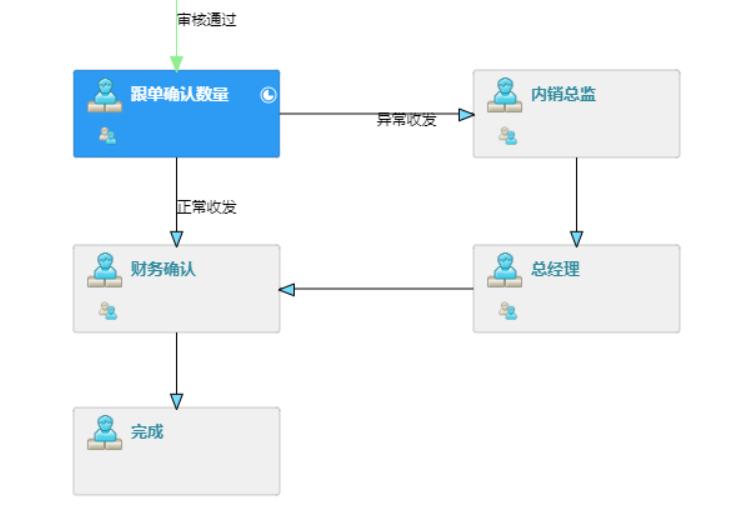 审核通过
跟单确认数量
内销总监
异常收发
正常收发
财务确认
总经理
完成